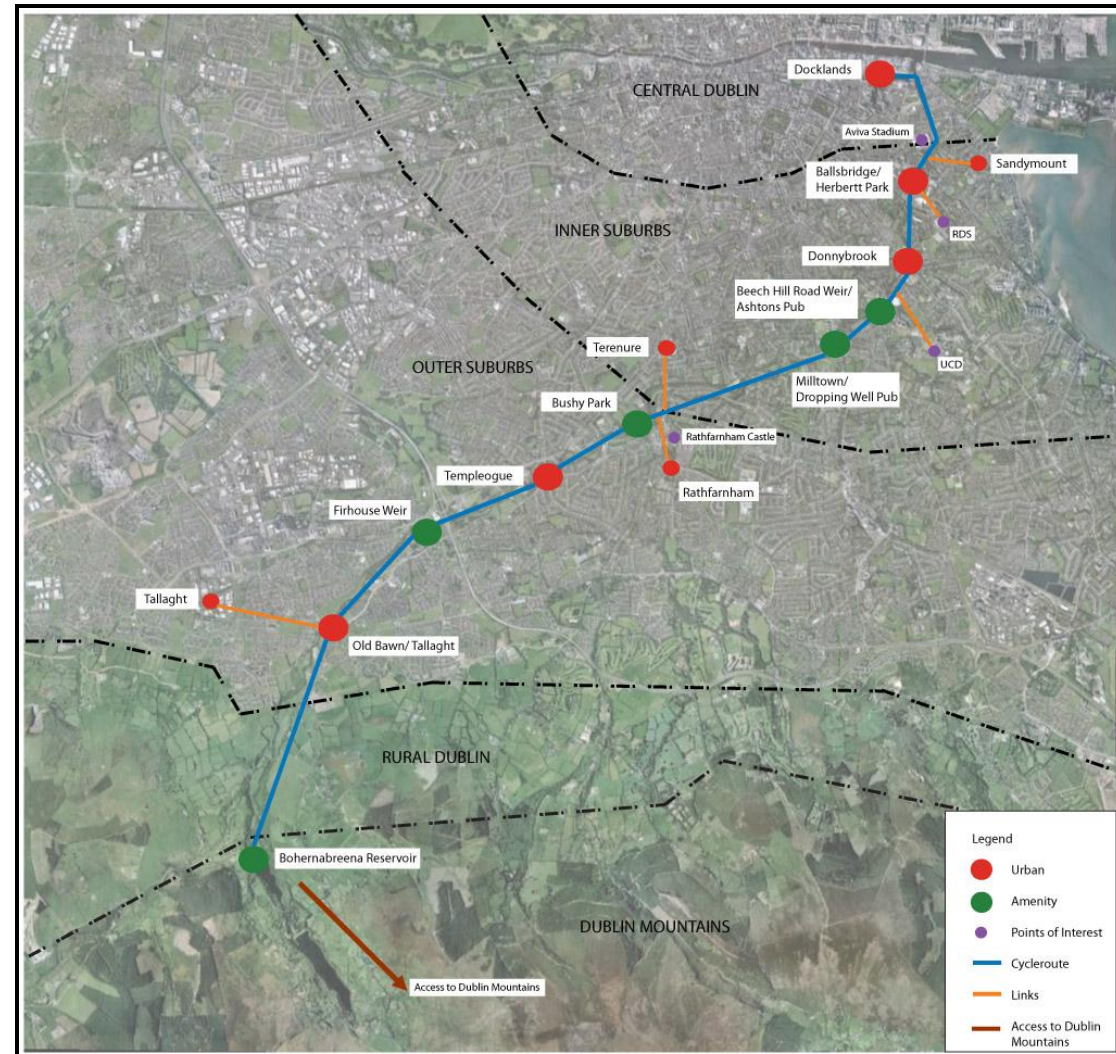 Docklands
CENTRAL DUBLIN
Aviva Stadium
Sandymount
Ballsbridge/
Herbertt Park
RDS
INNER SUBURBS
Donnybrook
Beech Hill Road Weir/
Ashtons Pub
Terenure
UCD
OUTER SUBURBS
Milltown/
Dropping Well Pub
Bushy Park
Rathfarnham Castle
Templeogue
Rathfarnham
Firhouse Weir
Tallaght
Old Bawn/ Tallaght
RURAL DUBLIN
Bohernabreena Reservoir
DUBLIN MOUNTAINS
Access to Dublin Mountains
Legend
Urban
Amenity
Points of Interest
Cycleroute
Links
Access to Dublin
Mountains